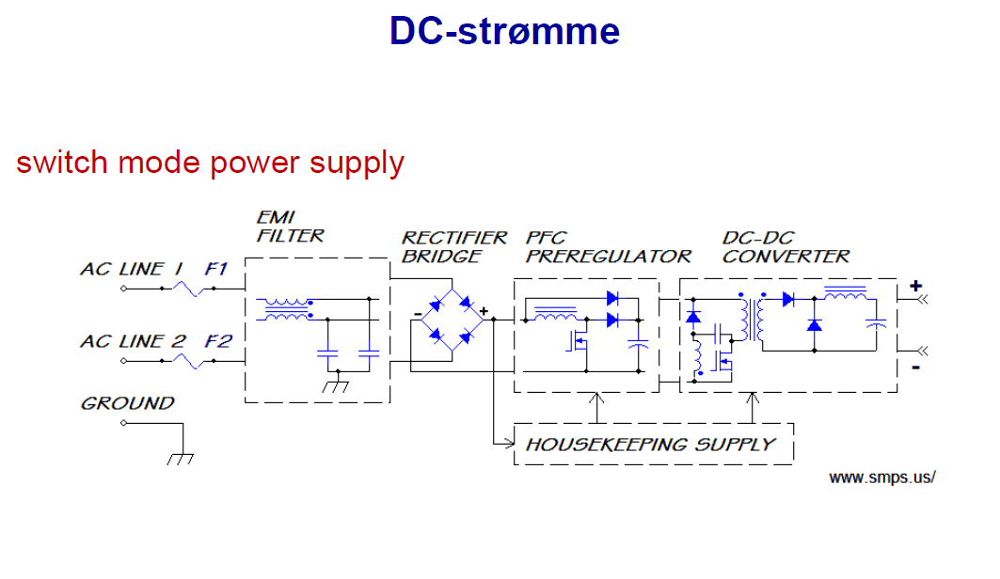 DC-strømme
switch mode power supply
EMI
FILTER
RECTIFIER
BRIDGE
PFC
PREREGULATOR
DC-DC
CONVERTER
AC LINE 1 F1
AC LINE 2 F2
GROUND
- +
+
-
HOUSEKEEPING SUPPLY
www.smps.us/